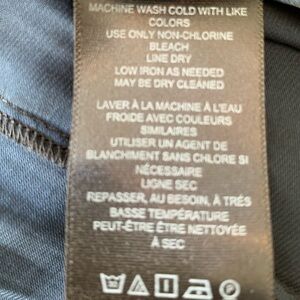 MACHINE WASH COLD WITH LIKE
COLORS
USE ONLY NON-CHLORINE
BLEACH
LINE DRY
LOW IRON AS NEEDED
MAY BE DRY CLEANED
LAVER À LA MACHINE À L'EAU
FROIDE AVEC COULEURS
SIMILAIRES
UTILISER UN AGENT DE
BLANCHIMENT SANS CHLORE SI
NÉCESSAIRE
LIGNE SEC
REPASSER, AU BESOIN, À TRÉS
BASSE TEMPÉRATURE
PEUT-ÊTRE ÊTRE NETTOYÉE
À SEC